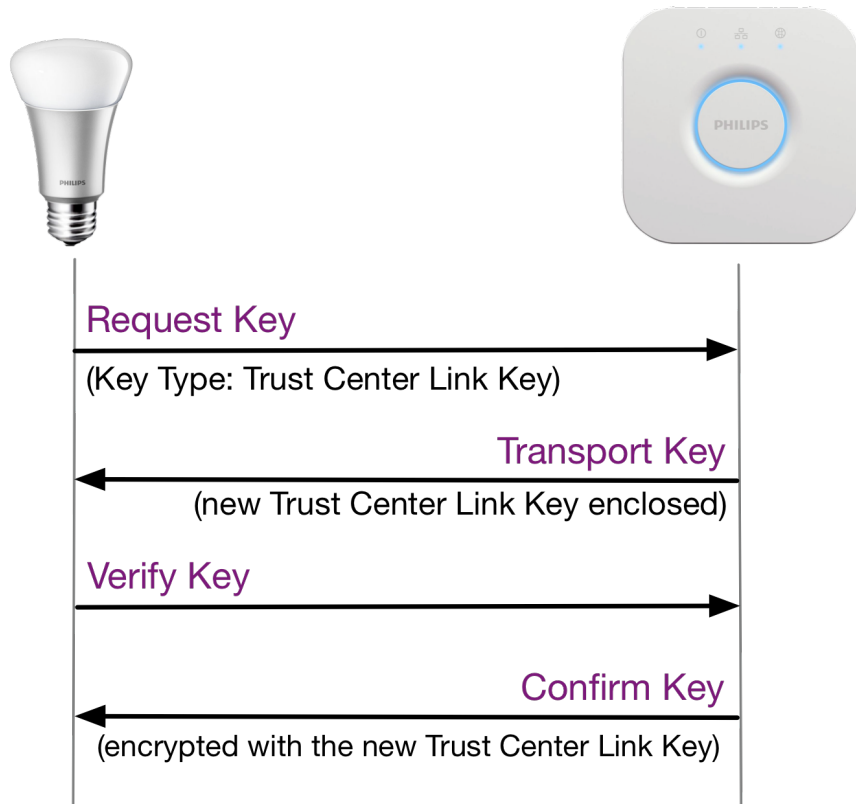 PHILIPS
PHILIPS
Request Key
(Key Type: Trust Center Link Key)
Transport Key
(new Trust Center Link Key enclosed)
Verify Key
Confirm Key
(encrypted with the new Trust Center Link Key)